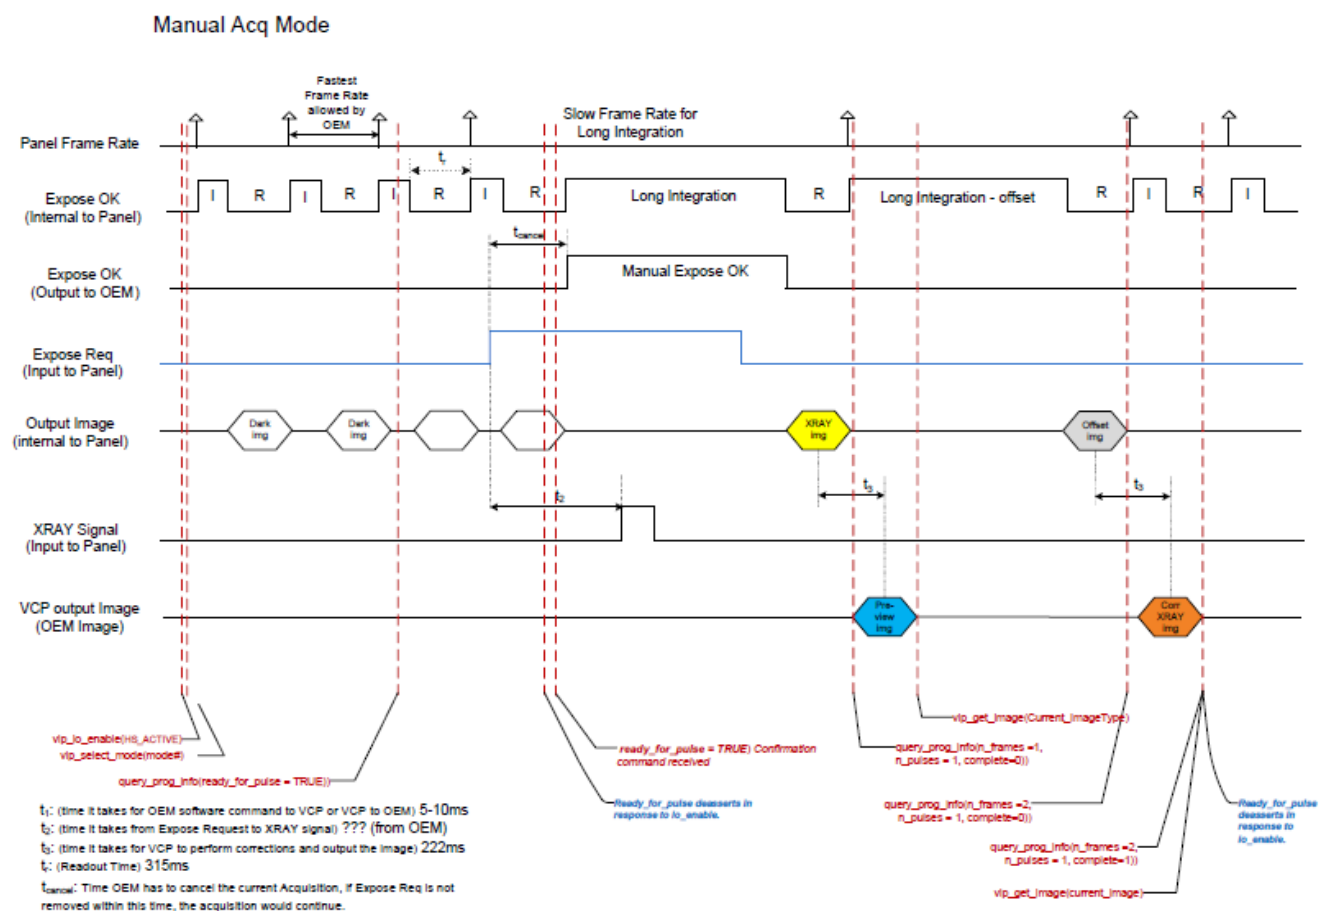 Manual Acq Mode
Fastest
Frame Rate
allowed by
OEM
Slow Frame Rate for
Long Integration
Panel Frame Rate
tr
Expose OK
(Internal to Panel)
I R I R I R I R Long Integration R Long Integration - offset R I R I
tcancel
Expose OK
(Output to OEM)
Manual Expose OK
Expose Req
(Input to Panel)
Output Image
(internal to Panel)
Dark
img
Dark
img
XRAY
img
Offset
img
t3
t3
t2
XRAY Signal
(Input to Panel)
VCP output Image
(OEM Image)
Pre-
view
img
Corr
XRAY
img
vip_io_enable(HS_ACTIVE)
vip_select_mode(mode#)
query_prog_info(ready_for_pulse = TRUE))
ready_for_pulse = TRUE) Confirmation
command received
Ready_for_pulse deasserts in
response to io_enable.
vip_get_image(Current_ImageType)
query_prog_info(n_frames =1,
n_pulses = 1, complete=0))
query_prog_info(n_frames =2,
n_pulses = 1, complete=0))
query_prog_info(n_frames =2,
n_pulses = 1, complete=1))
vip_get_image(current_image)
Ready_for_pulse
deasserts in
response to
io_enable.
t1: (time it takes for OEM software command to VCP or VCP to OEM) 5-10ms
t2: (time it takes from Expose Request to XRAY signal) ??? (from OEM)
t3: (time it takes for VCP to perform corrections and output the image) 222ms
tr: (Readout Time) 315ms
tcancel: Time OEM has to cancel the current Acquisition, if Expose Req is not
removed within this time, the acquisition would continue.